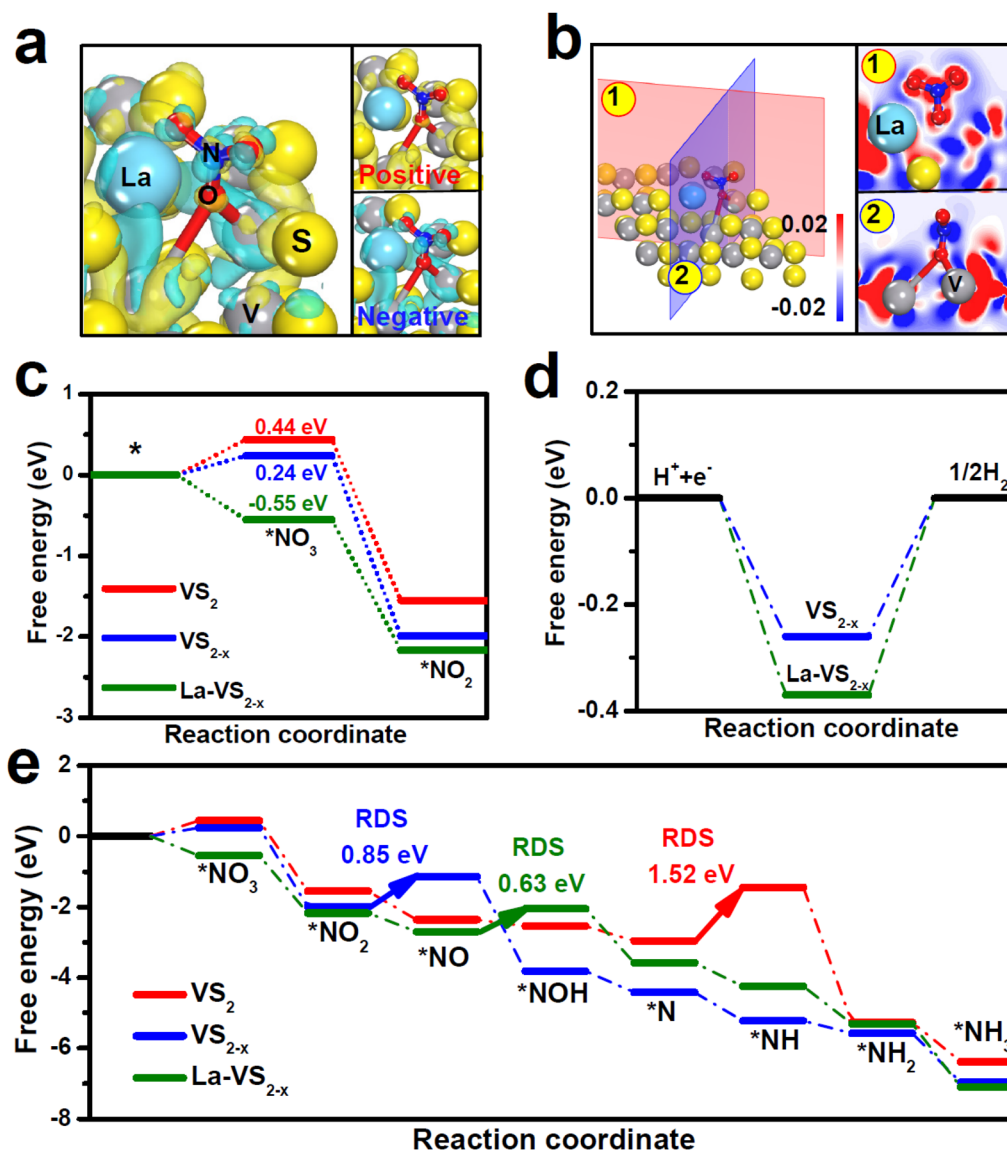 a
La
N
O
S
V
Positive
Negative
b
1
2
0.02
-0.02
1
La
2
V
c
Free energy (eV)
1
0
-1
-2
-3
*
0.44 eV
0.24 eV
-0.55 eV
*NO₃
*NO₂
VS₂
VS₂₋ₓ
La-VS₂₋ₓ
Reaction coordinate
d
Free energy (eV)
0.2
0.0
-0.2
-0.4
H⁺+e⁻
1/2H₂
VS₂₋ₓ
La-VS₂₋ₓ
Reaction coordinate
e
Free energy (eV)
2
0
-2
-4
-6
-8
RDS
0.85 eV
RDS
0.63 eV
RDS
1.52 eV
*NO₃
*NO₂
*NO
*NOH
*N
*NH
*NH₂
*NH₃
VS₂
VS₂₋ₓ
La-VS₂₋ₓ
Reaction coordinate